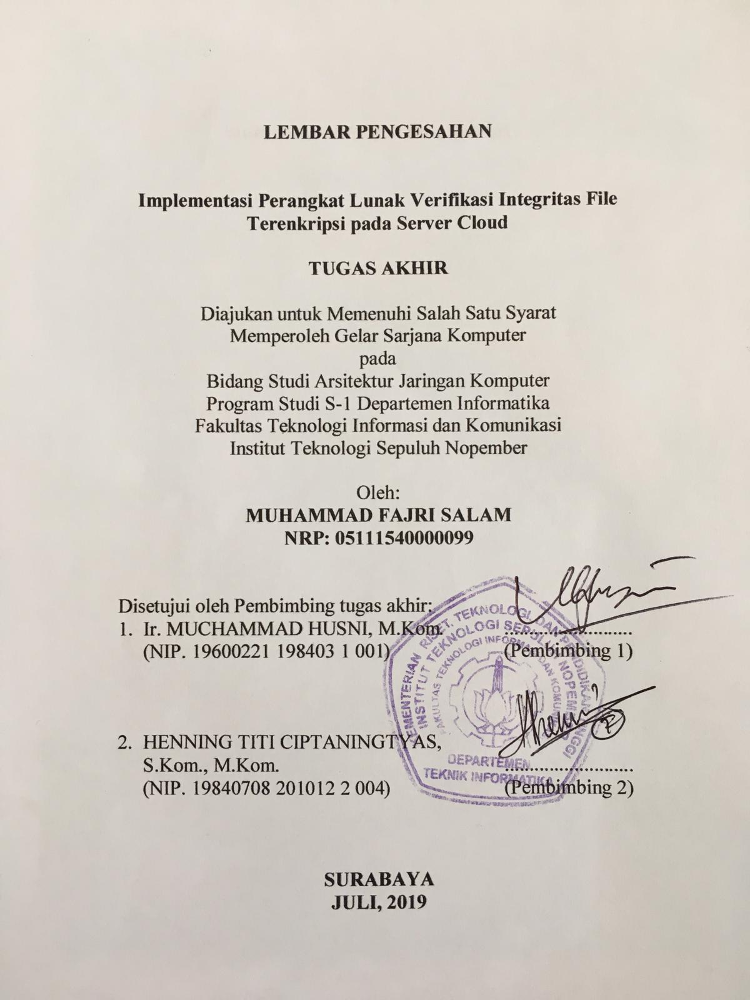 LEMBAR PENGESAHAN
Implementasi Perangkat Lunak Verifikasi Integritas File
Terenkripsi pada Server Cloud
TUGAS AKHIR
Diajukan untuk Memenuhi Salah Satu Syarat
Memperoleh Gelar Sarjana Komputer
pada
Bidang Studi Arsitektur Jaringan Komputer
Program Studi S-1 Departemen Informatika
Fakultas Teknologi Informasi dan Komunikasi
Institut Teknologi Sepuluh Nopember
Oleh:
MUHAMMAD FAJRI SALAM
NRP: 05111540000099
Disetujui oleh Pembimbing tugas akhir:
1. Ir. MUCHAMMAD HUSNI, M.Kom.
(NIP. 19600221 198403 1 001)
(Pembimbing 1)
2. HENNING TITI CIPTANINGTYAS,
S.Kom., M.Kom.
(NIP. 19840708 201012 2 004)
(Pembimbing 2)
KEMENTERIAN RISET, TEKNOLOGI, DAN PENDIDIKAN TINGGI
INSTITUT TEKNOLOGI SEPULUH NOPEMBER
FAKULTAS TEKNOLOGI INFORMASI DAN KOMUNIKASI
DEPARTEMEN
TEKNIK INFORMATIKA
SURABAYA
JULI, 2019